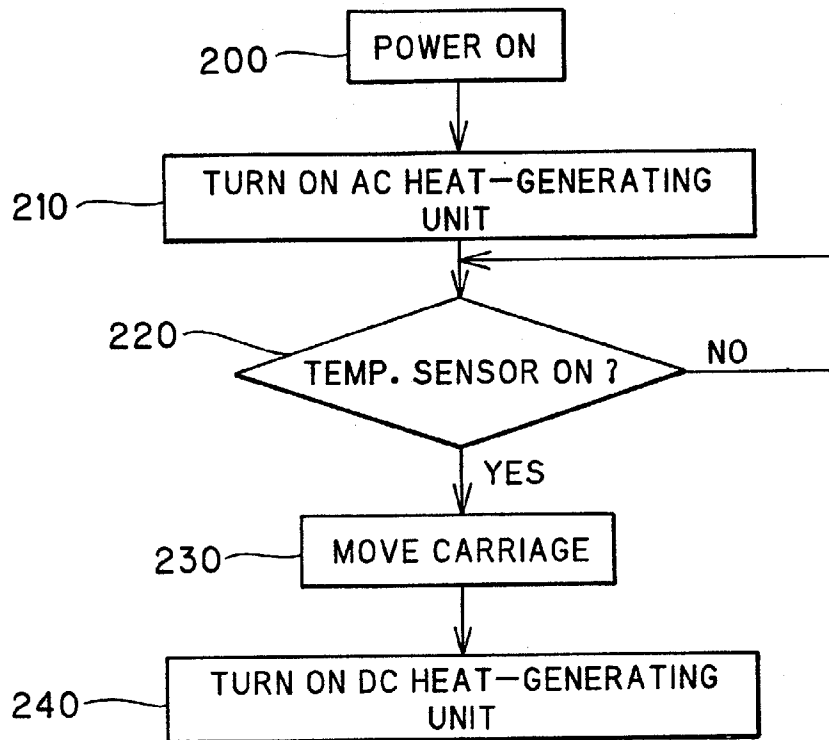 200
POWER ON
210
TURN ON AC HEAT-GENERATING
UNIT
220
TEMP. SENSOR ON ?
NO
YES
230
MOVE CARRIAGE
240
TURN ON DC HEAT-GENERATING
UNIT